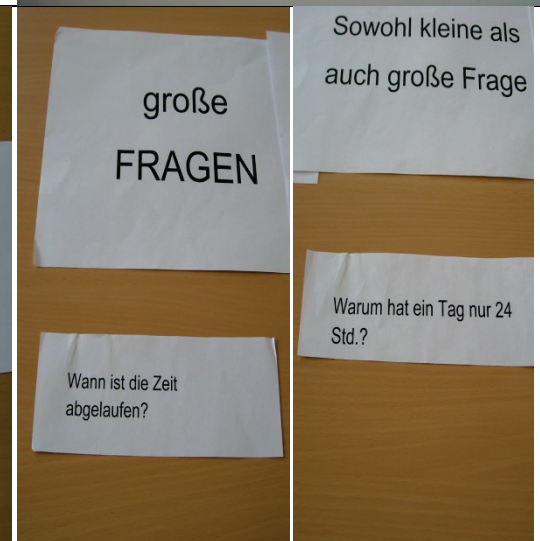 große
FRAGEN
Wann ist die Zeit
abgelaufen?
Sowohl kleine als
auch große Frage
Warum hat ein Tag nur 24
Std.?